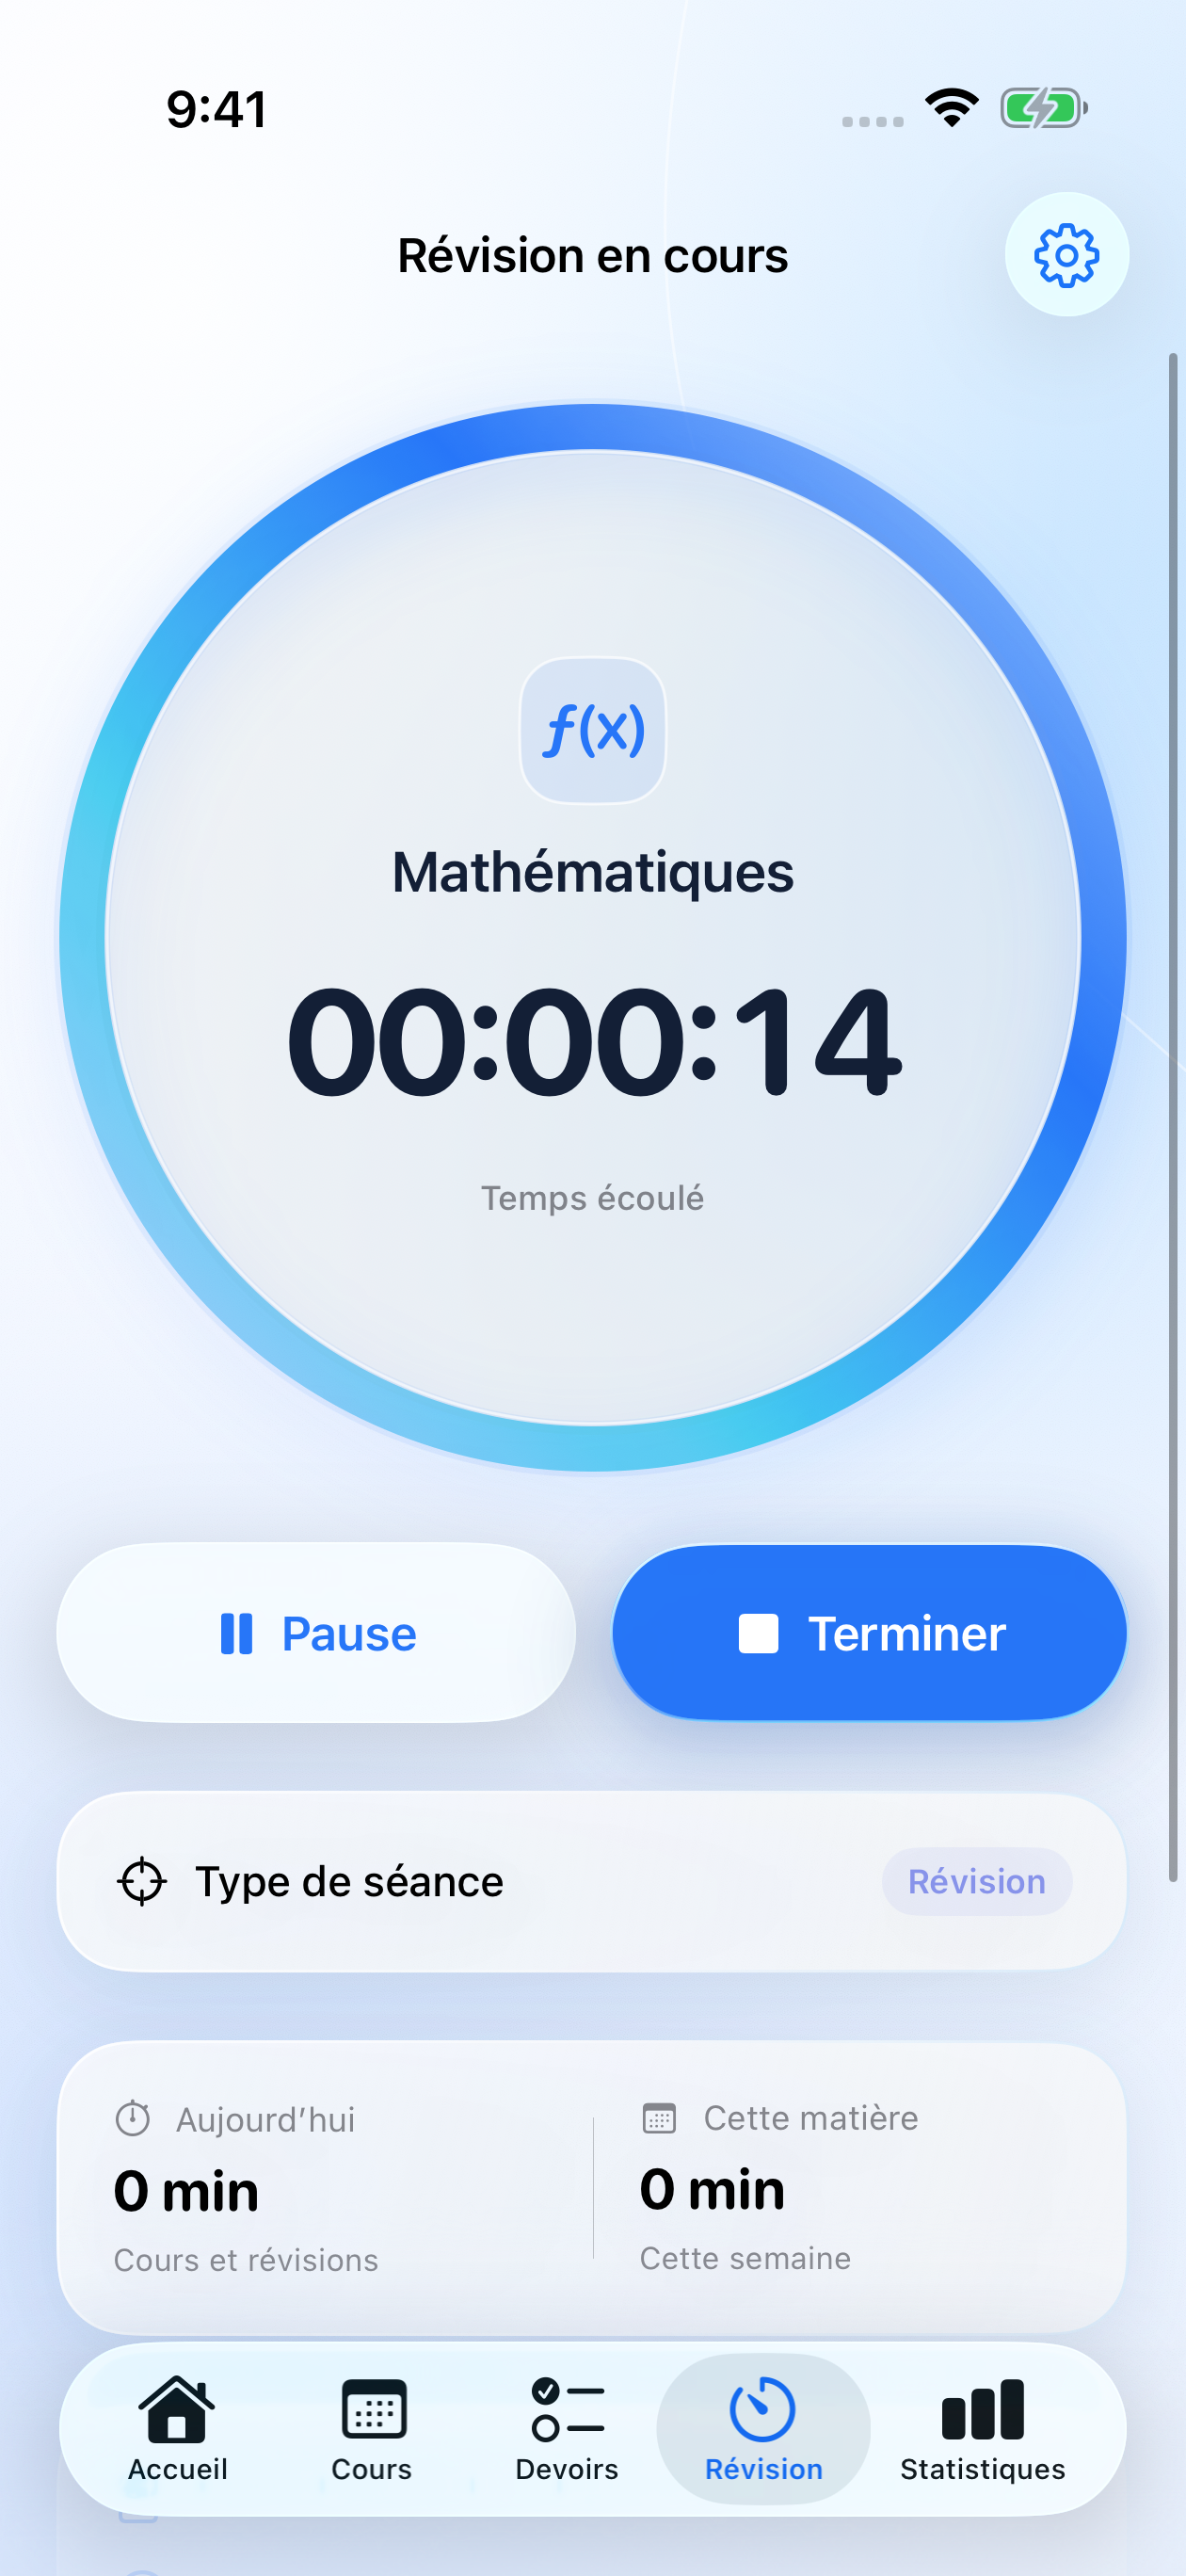 9:41
Révision en cours
f(x)
Mathématiques
00:00:14
Temps écoulé
Pause
Terminer
Type de séance
Révision
Aujourd’hui
0 min
Cours et révisions
Cette matière
0 min
Cette semaine
Accueil
Cours
Devoirs
Révision
Statistiques